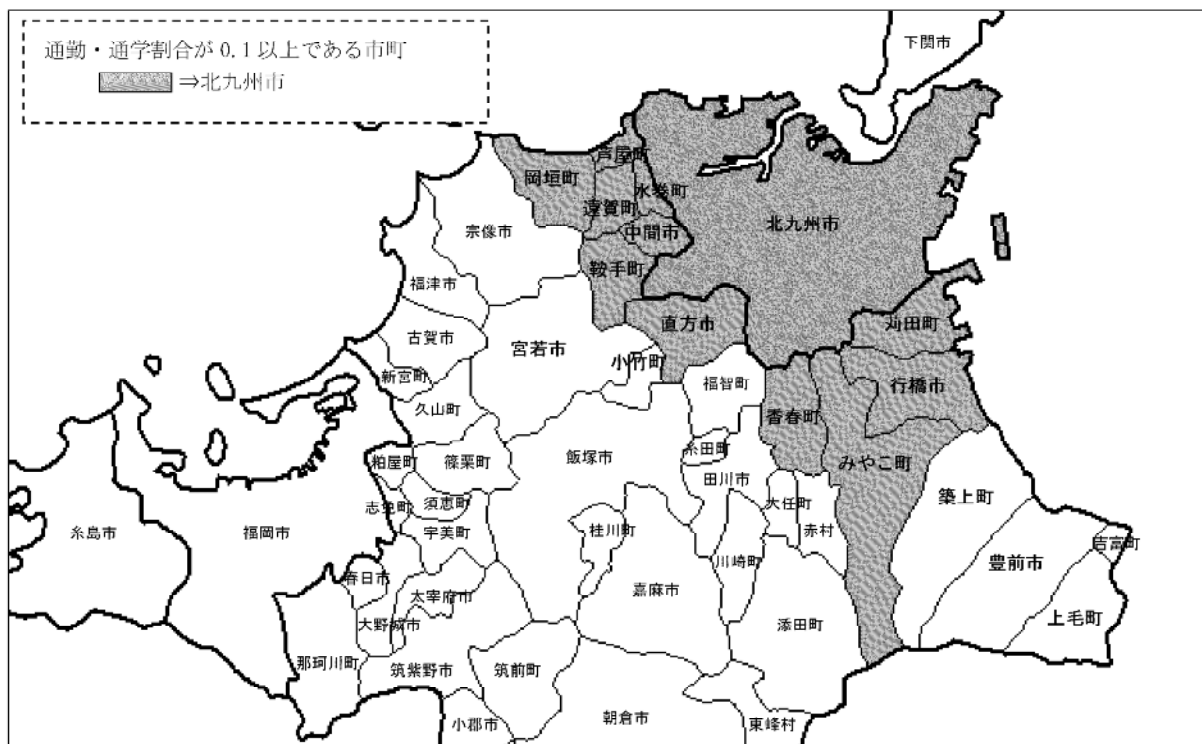 通勤・通学割合が0.1以上である市町
⇒北九州市
下関市
芦屋町
岡垣町
水巻町
遠賀町
北九州市
宗像市
中間市
鞍手町
福津市
直方市
苅田町
古賀市
宮若市
小竹町
新宮町
福智町
行橋市
久山町
香春町
糸田町
粕屋町
篠栗町
飯塚市
みやこ町
田川市
築上町
志免町
須恵町
大任町
糸島市
福岡市
宇美町
桂川町
赤村
吉富町
川崎町
豊前市
春日市
嘉麻市
太宰府市
上毛町
大野城市
添田町
那珂川町
筑紫野市
筑前町
小郡市
朝倉市
東峰村